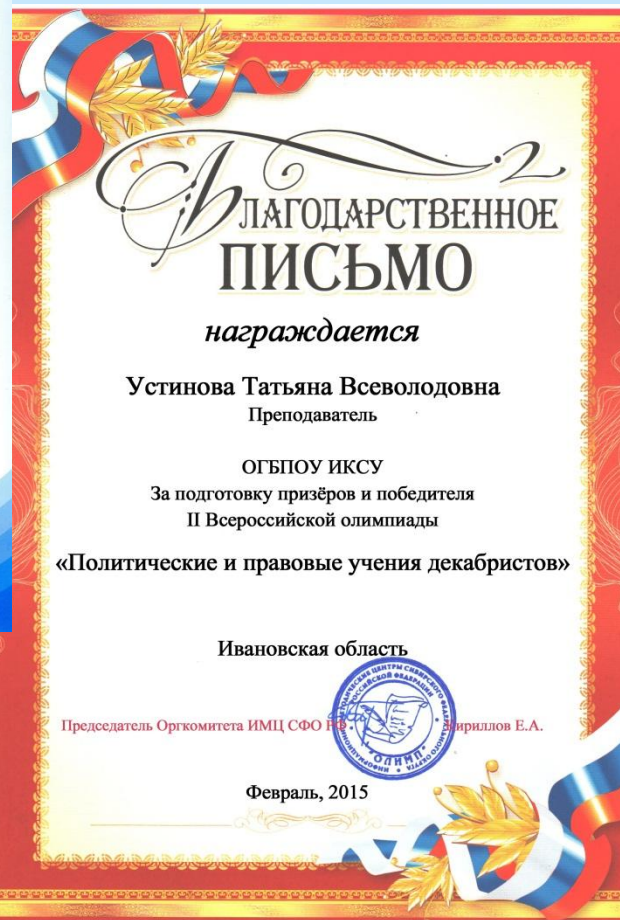 Благодарственное
письмо
награждается
Устинова Татьяна Всеволодовна
Преподаватель
ОГБПОУ ИКСУ
За подготовку призёров и победителя
II Всероссийской олимпиады
«Политические и правовые учения декабристов»
Ивановская область
Председатель Оргкомитета ИМЦ СФО РФ Кириллов Е.А.
Февраль, 2015